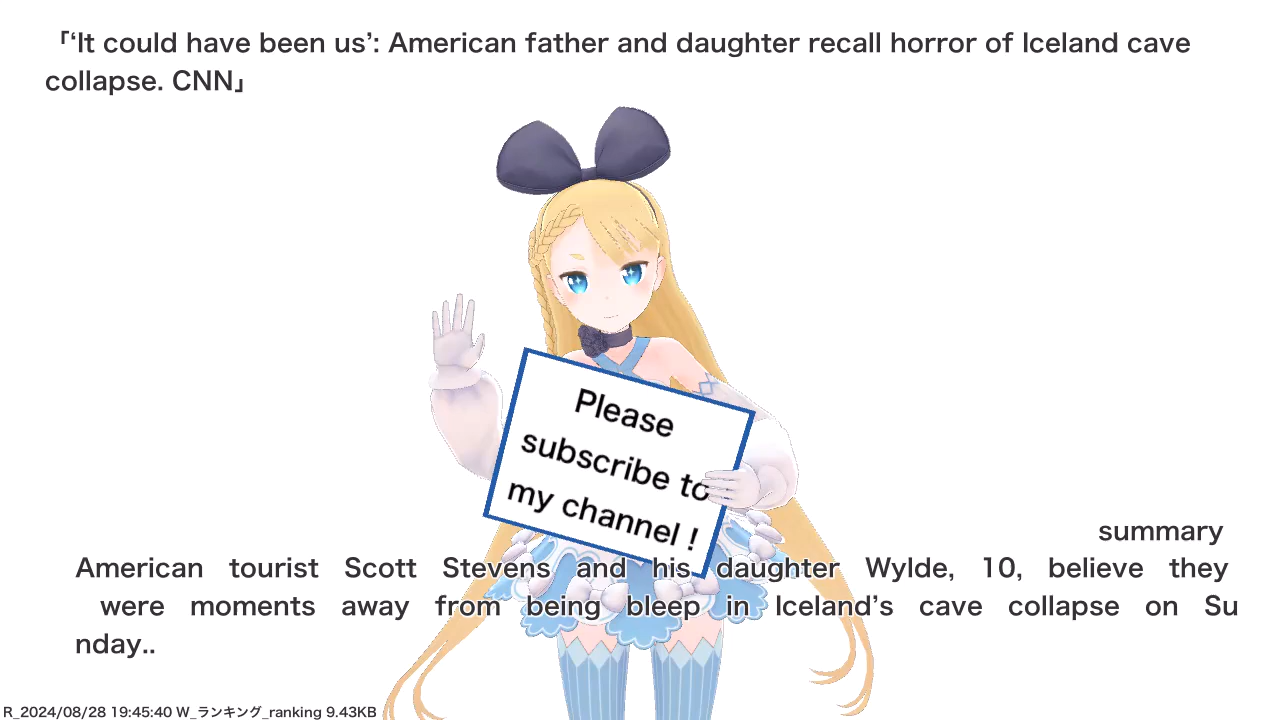 「‘It could have been us’: American father and daughter recall horror of Iceland cave
collapse. CNN」
Please
subscribe to
my channel !
summary
American tourist Scott Stevens and his daughter Wylde, 10, believe they
were moments away from being bleep in Iceland’s cave collapse on Su
nday..
R_2024/08/28 19:45:40 W_ランキング_ranking 9.43KB